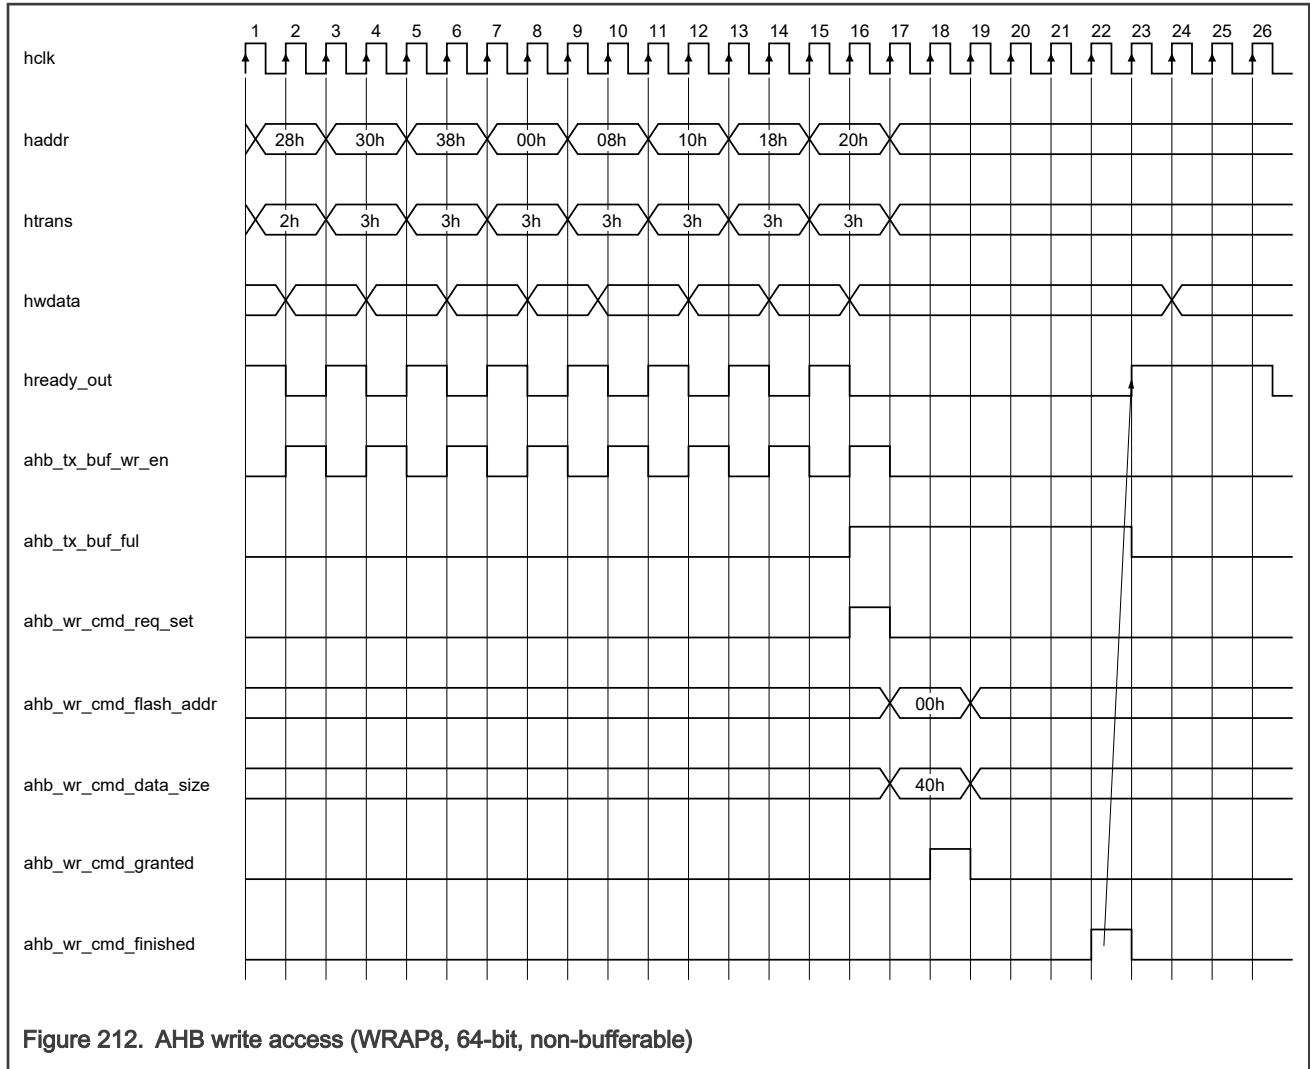 1 2 3 4 5 6 7 8 9 10 11 12 13 14 15 16 17 18 19 20 21 22 23 24 25 26
hclk
haddr 28h 30h 38h 00h 08h 10h 18h 20h
htrans 2h 3h 3h 3h 3h 3h 3h 3h
hwdata
hready_out
ahb_tx_buf_wr_en
ahb_tx_buf_ful
ahb_wr_cmd_req_set
ahb_wr_cmd_flash_addr 00h
ahb_wr_cmd_data_size 40h
ahb_wr_cmd_granted
ahb_wr_cmd_finished
Figure 212. AHB write access (WRAP8, 64-bit, non-bufferable)